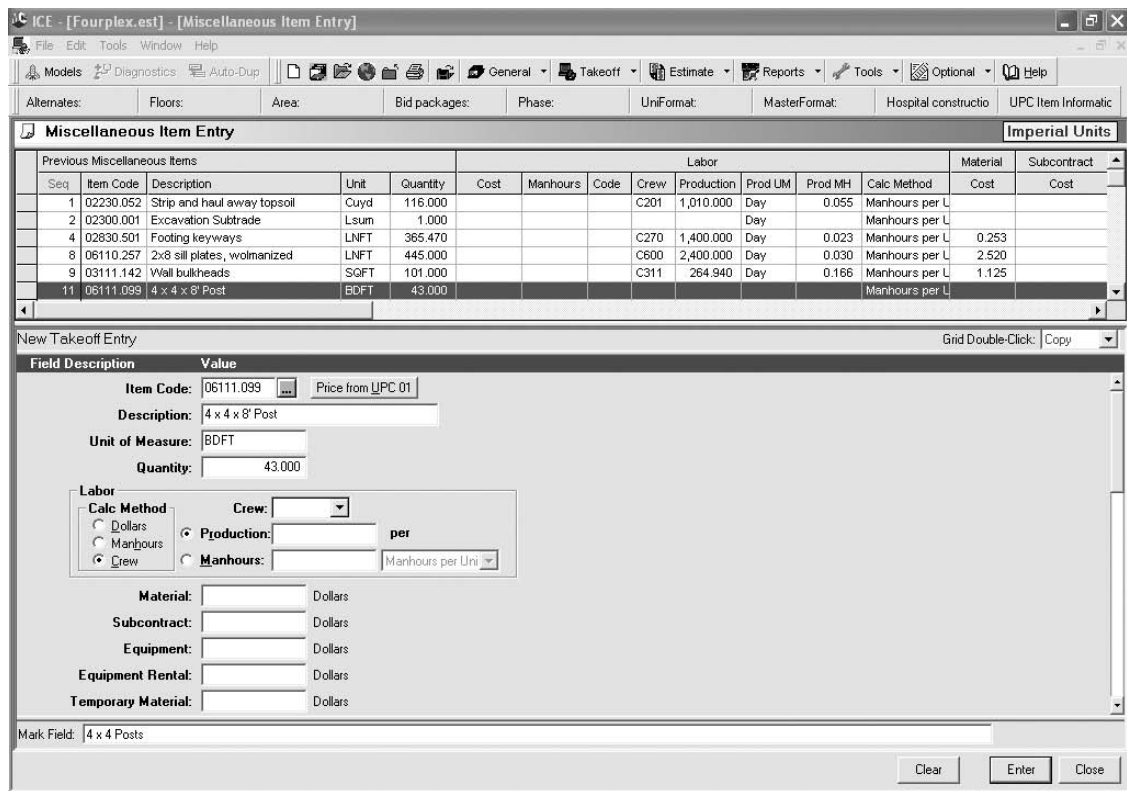 ICE - [Fourplex.est] - [Miscellaneous Item Entry]
File Edit Tools Window Help
Models Diagnostics Auto-Dup General Takeoff Estimate Reports Tools Optional Help
Alternates: Floors: Area: Bid packages: Phase: UniFormat: MasterFormat: Hospital constructio UPC Item Informatic
Miscellaneous Item Entry Imperial Units
Previous Miscellaneous Items Labor Material Subcontract
Seq Item Code Description Unit Quantity Cost Manhours Code Crew Production Prod UM Prod MH Calc Method Cost Cost
1 02230.052 Strip and haul away topsoil Cuyd 116.000 C201 1,010.000 Day 0.055 Manhours per U
2 02300.001 Excavation Subtrade Lsum 1.000 Day Manhours per U
4 02830.501 Footing keyways LNFT 365.470 C270 1,400.000 Day 0.023 Manhours per U 0.253
8 06110.257 2x8 sill plates, wolmanized LNFT 445.000 C600 2,400.000 Day 0.030 Manhours per U 2.520
9 03111.142 Wall bulkheads SQFT 101.000 C311 264.940 Day 0.166 Manhours per U 1.125
11 06111.099 4 x 4 x 8' Post BDFT 43.000 Manhours per U
New Takeoff Entry Grid Double-Click: Copy
Field Description Value
Item Code: 06111.099 ... Price from UPC 01
Description: 4 x 4 x 8' Post
Unit of Measure: BDFT
Quantity: 43.000
Labor
Calc Method Crew:
Dollars
Production: per
Manhours
Crew Manhours: Manhours per Uni
Material: Dollars
Subcontract: Dollars
Equipment: Dollars
Equipment Rental: Dollars
Temporary Material: Dollars
Mark Field: 4 x 4 Posts
Clear Enter Close